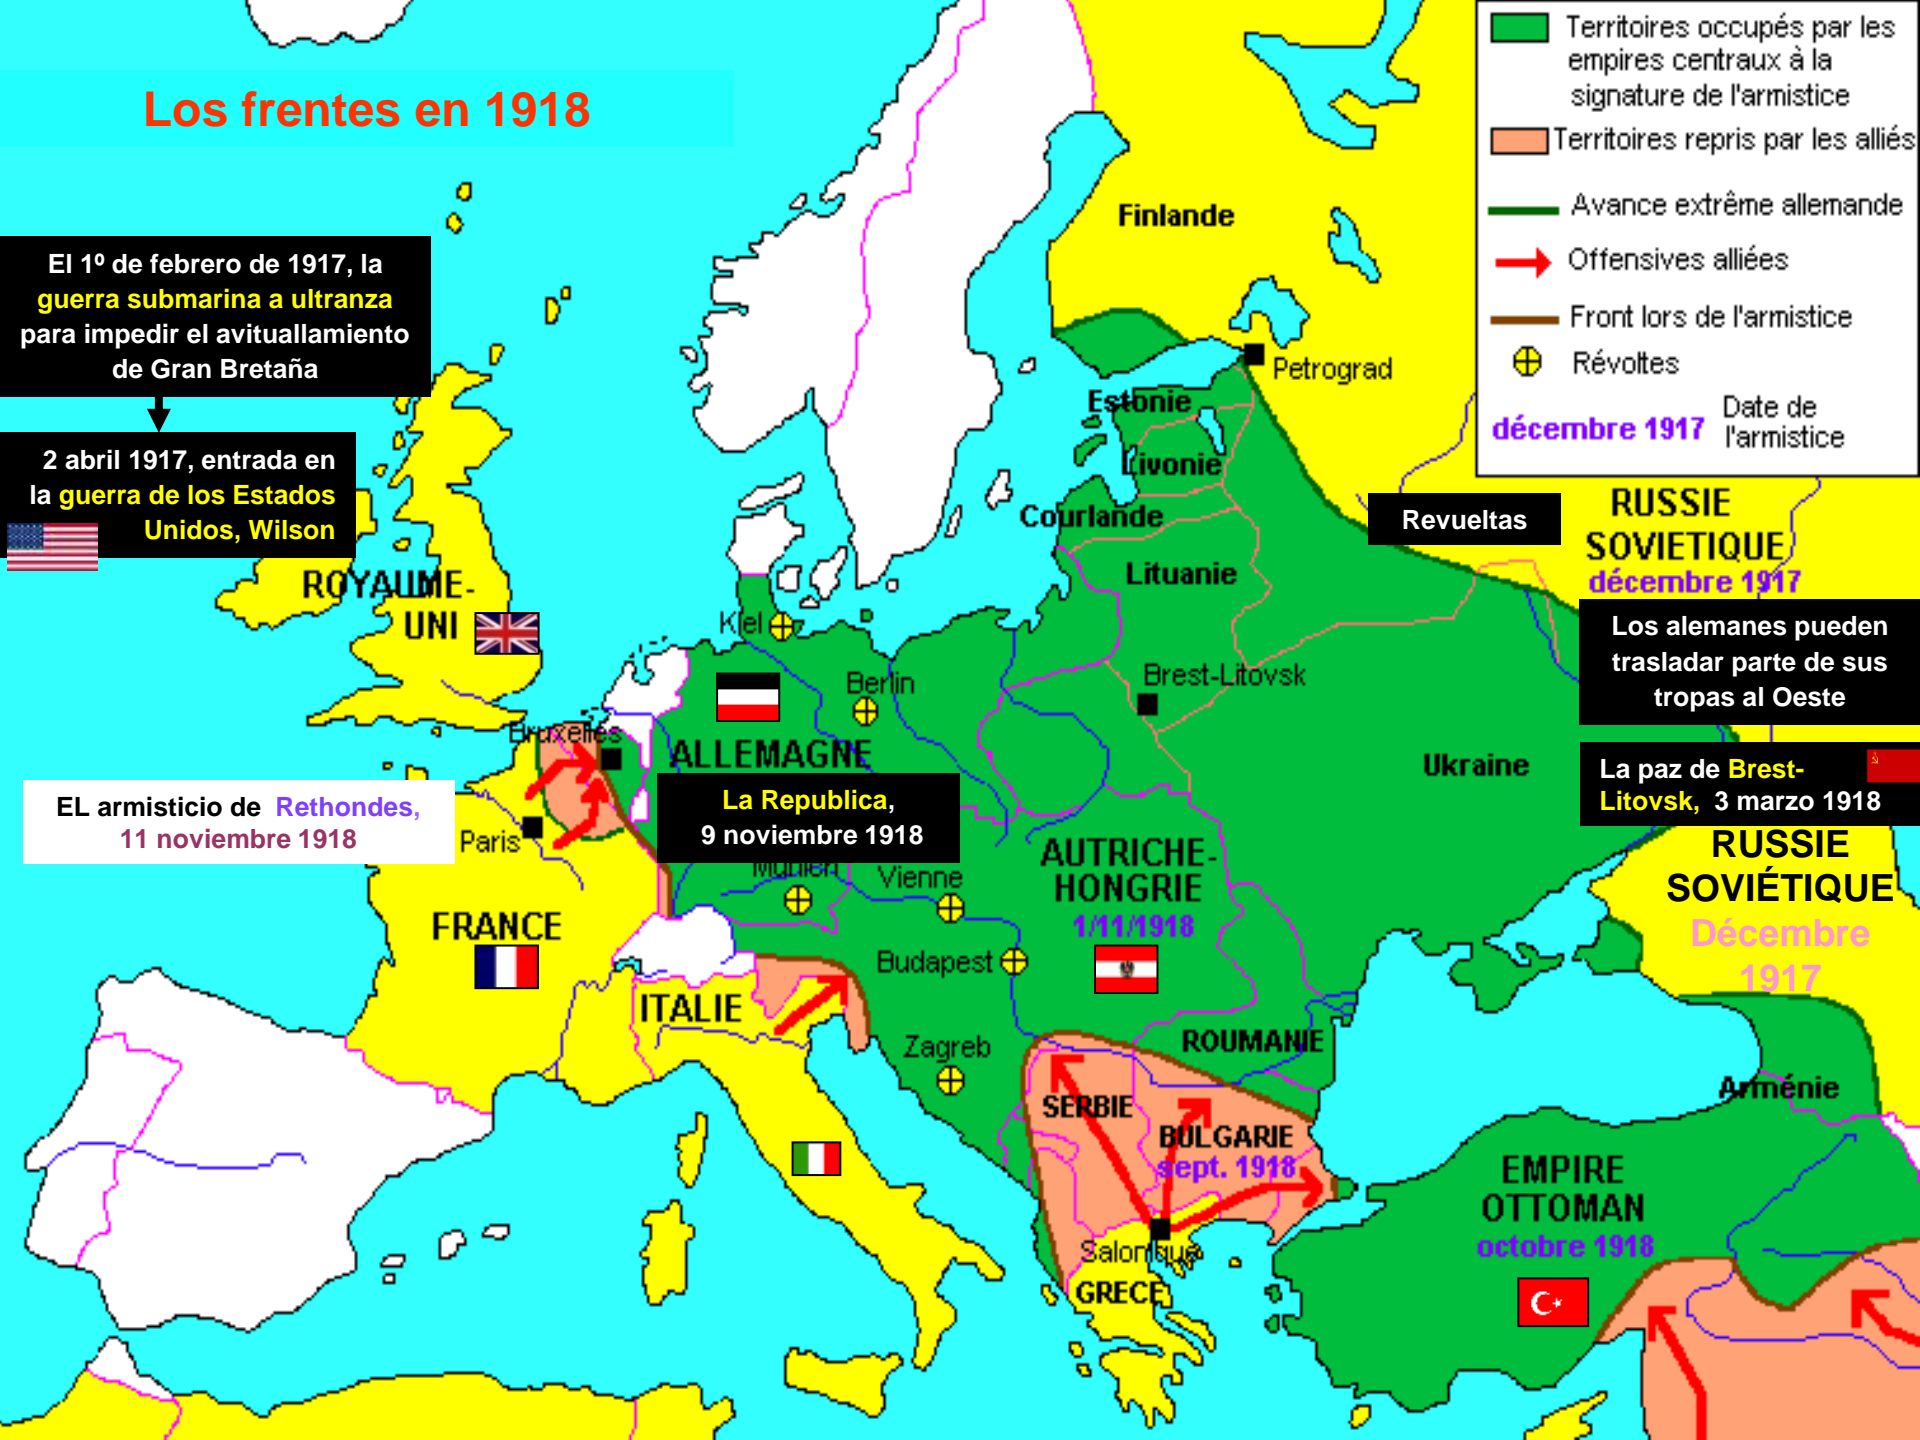 Los frentes en 1918
El 1º de febrero de 1917, la
guerra submarina a ultranza
para impedir el avituallamiento
de Gran Bretaña
2 abril 1917, entrada en
la guerra de los Estados
Unidos, Wilson
Territoires occupés par les
empires centraux à la
signature de l'armistice
Territoires repris par les alliés
Avance extrême allemande
Offensives alliées
Front lors de l'armistice
Révoltes
décembre 1917
Date de
l'armistice
Finlande
Petrograd
Estonie
Livonie
Courlande
Lituanie
Revueltas
RUSSIE
SOVIETIQUE
décembre 1917
Los alemanes pueden
trasladar parte de sus
tropas al Oeste
La paz de Brest-
Litovsk, 3 marzo 1918
RUSSIE
SOVIÉTIQUE
Décembre
1917
ROYAUME-
UNI
Kiel
Berlin
Brest-Litovsk
Bruxelles
ALLEMAGNE
Ukraine
EL armisticio de Rethondes,
11 noviembre 1918
Paris
La Republica,
9 noviembre 1918
Munich
Vienne
AUTRICHE-
HONGRIE
1/11/1918
FRANCE
Budapest
ITALIE
Zagreb
ROUMANIE
SERBIE
BULGARIE
sept. 1918
Arménie
EMPIRE
OTTOMAN
octobre 1918
Salonique
GRECE